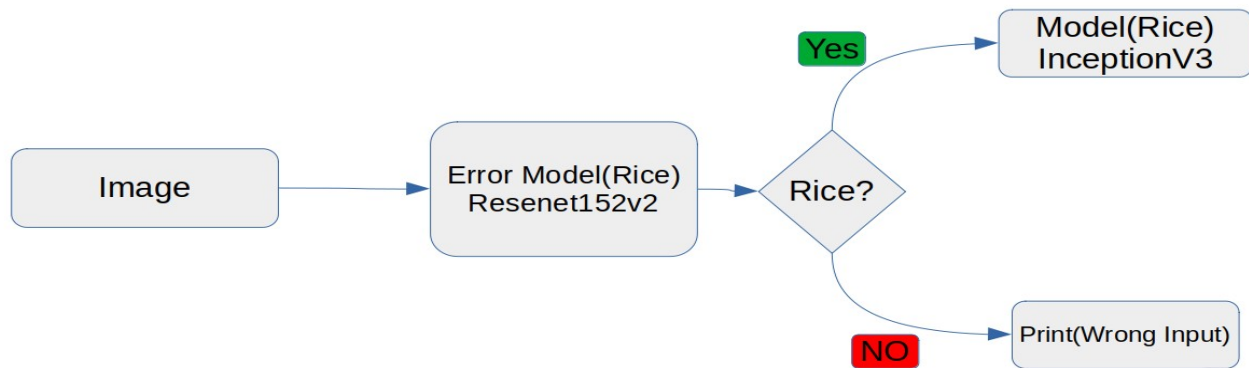 Image
Error Model(Rice)
Resenet152v2
Rice?
Yes
Model(Rice)
InceptionV3
NO
Print(Wrong Input)